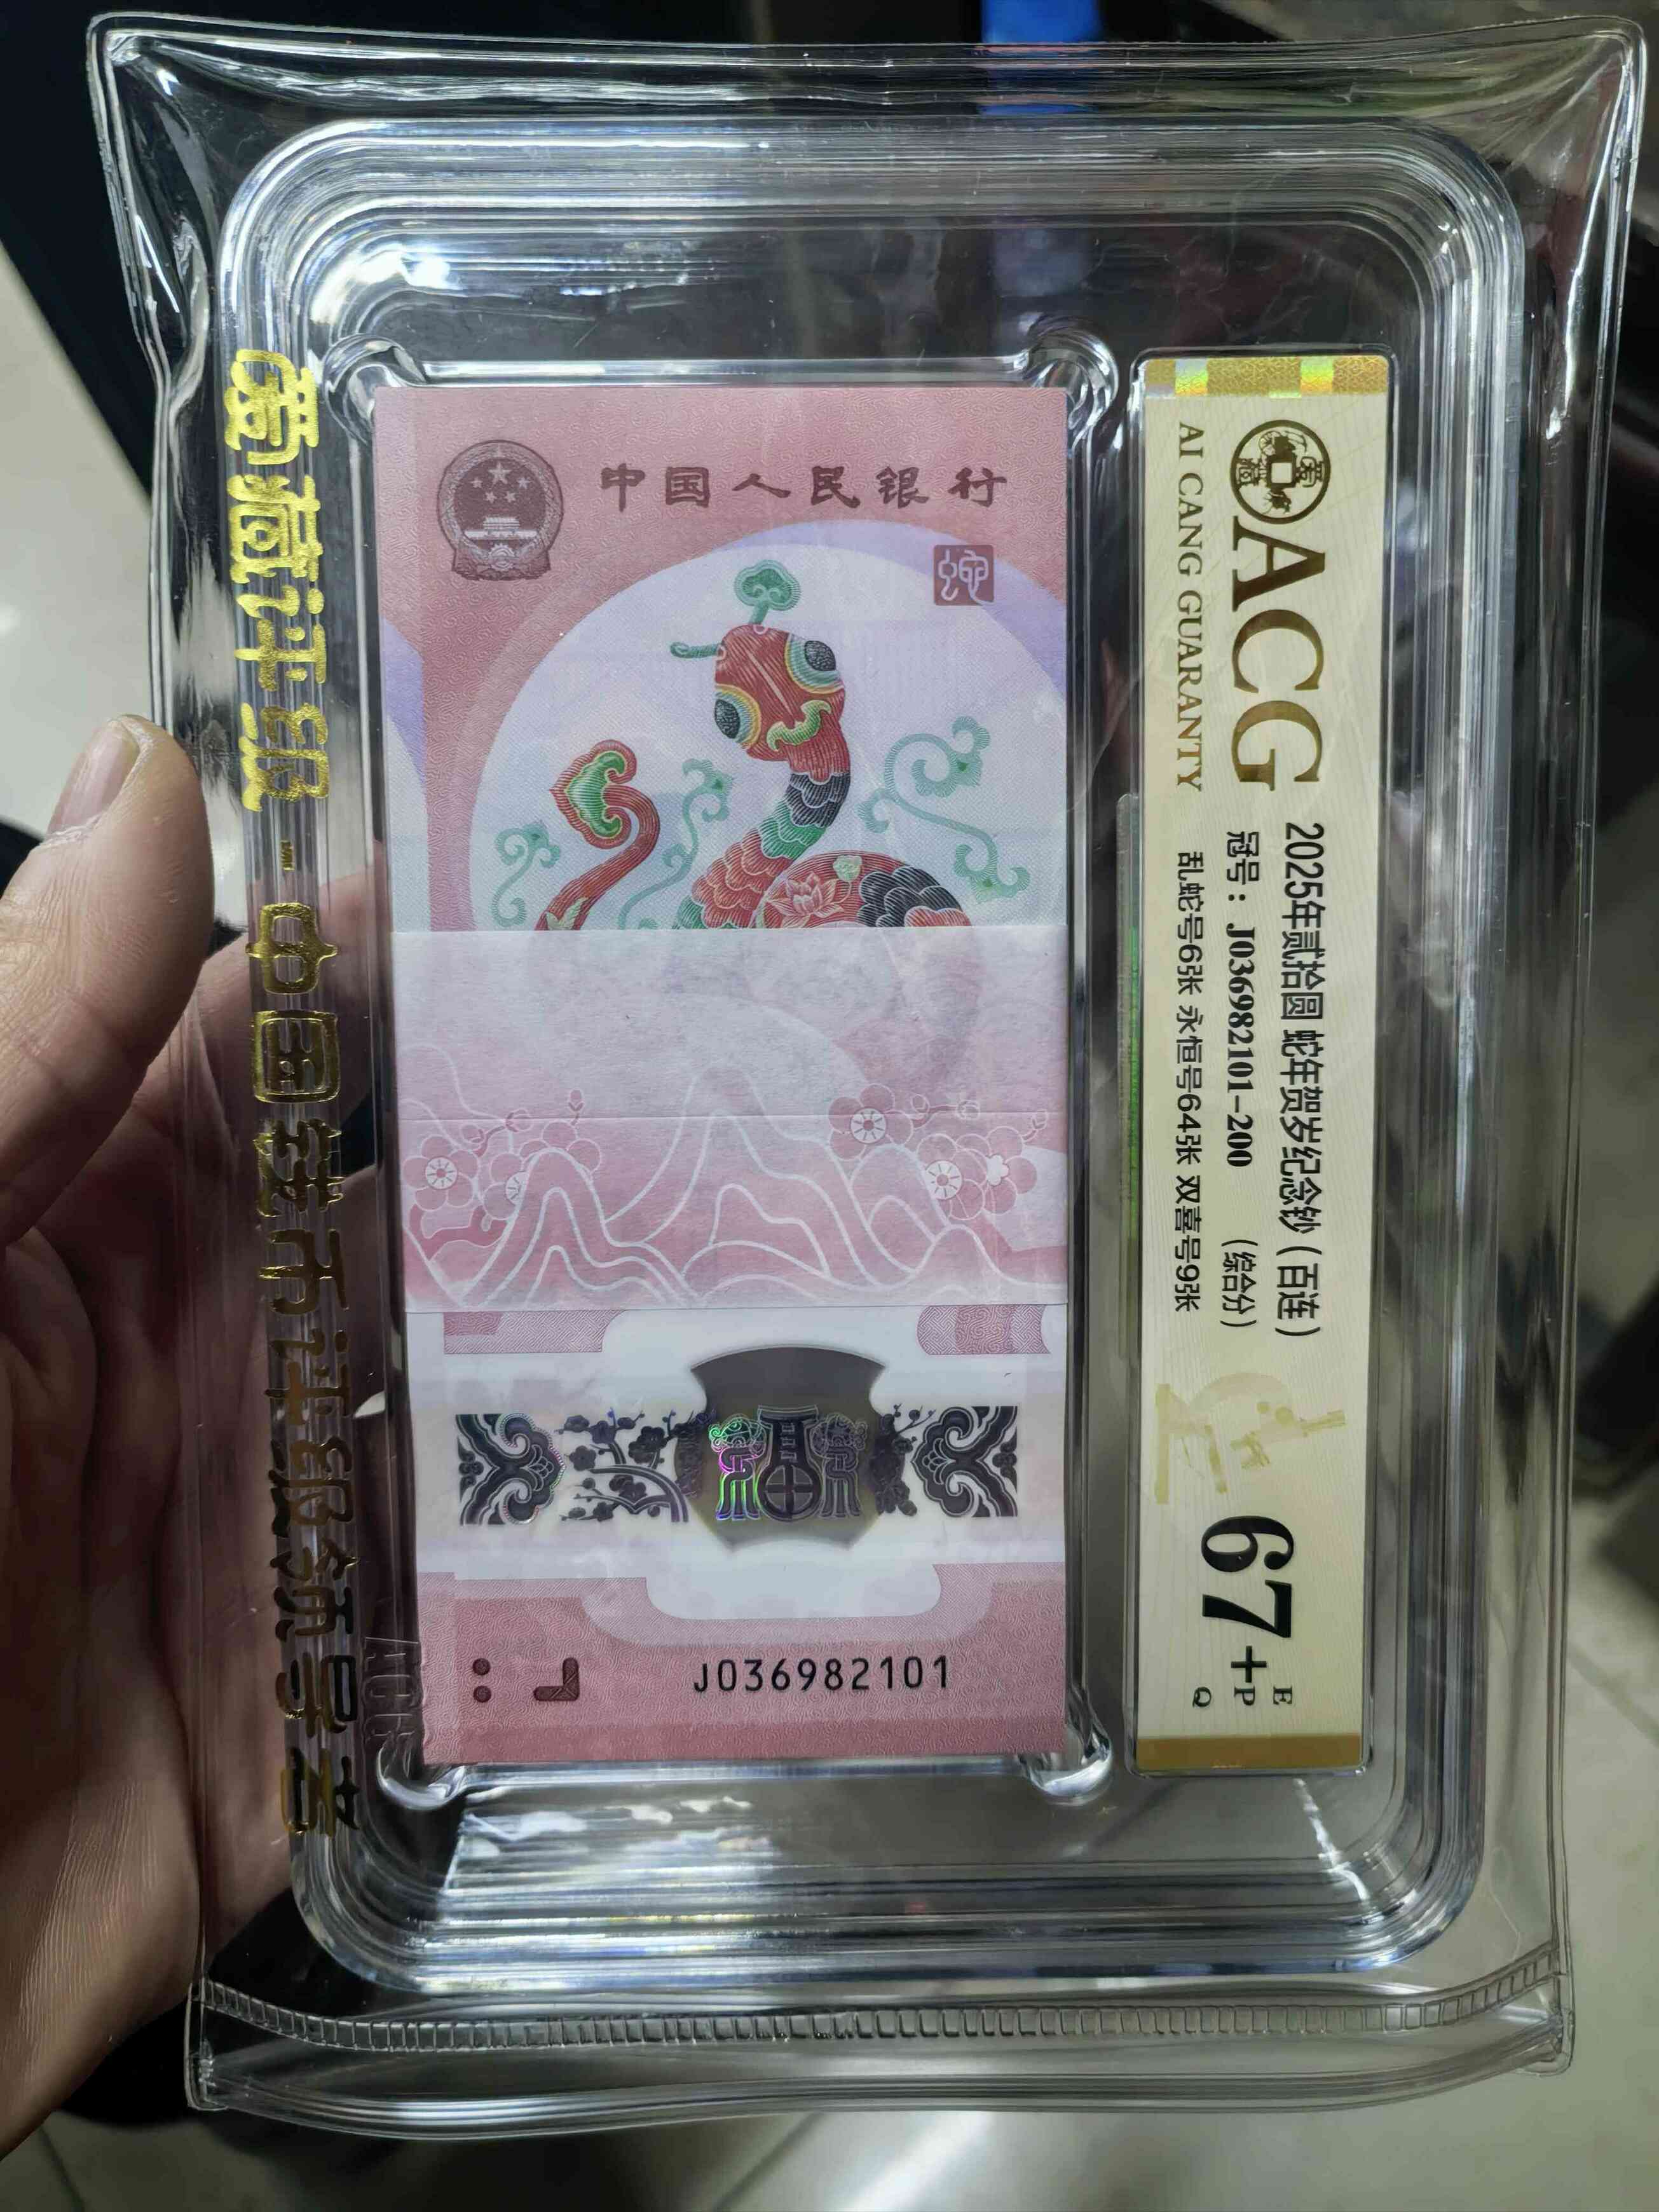 中国人民银行
蛇
J036982101
ACG
AI CANG GUARANTY
2025年贰拾圆 蛇年贺岁纪念钞（百连）
冠号：J036982101-200 （综合分）
乱蛇号6张 永恒号64张 双喜号9张
67+
E
P
Q
爱藏评级-中国钱币评级领导者
ACG